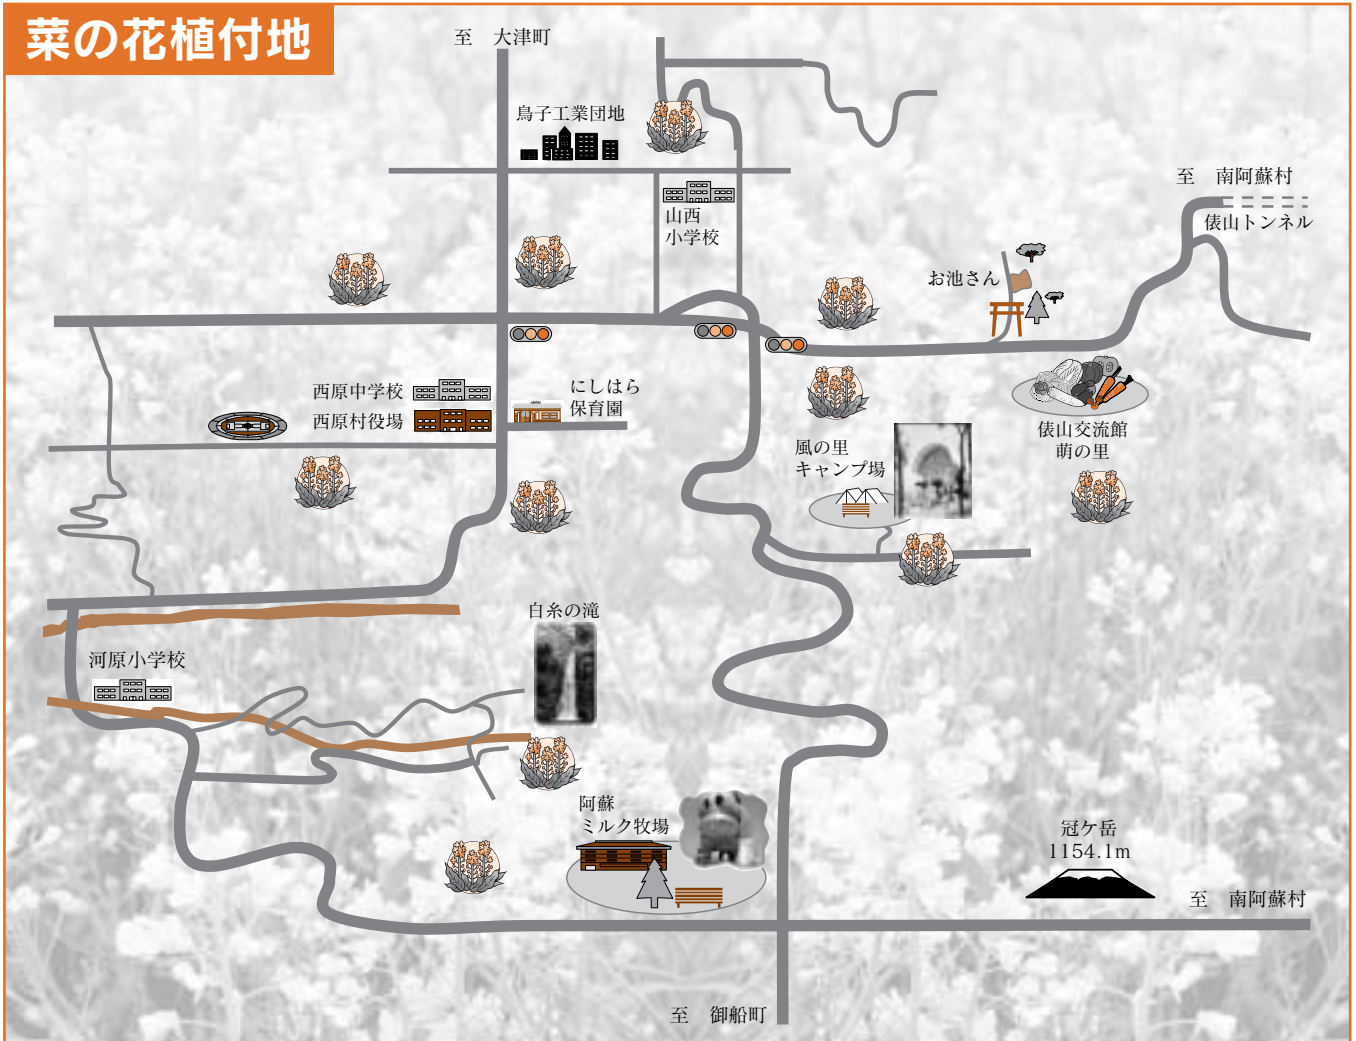 菜の花植付地
至　大津町
鳥子工業団地
山西
小学校
至　南阿蘇村
俵山トンネル
お池さん
西原中学校
西原村役場
にしはら
保育園
俵山交流館
萌の里
風の里
キャンプ場
白糸の滝
河原小学校
阿蘇
ミルク牧場
冠ケ岳
1154.1m
至　南阿蘇村
至　御船町